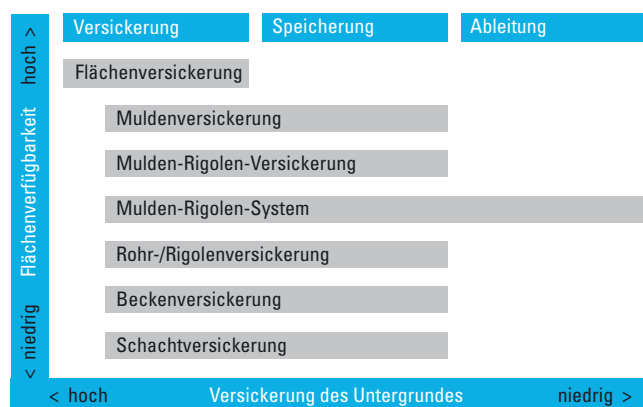 Versickerung
Speicherung
Ableitung
hoch >
Flächenverfügbarkeit
< niedrig
Flächenversickerung
Muldenversickerung
Mulden-Rigolen-Versickerung
Mulden-Rigolen-System
Rohr-/Rigolenversickerung
Beckenversickerung
Schachtversickerung
< hoch
Versickerung des Untergrundes
niedrig >